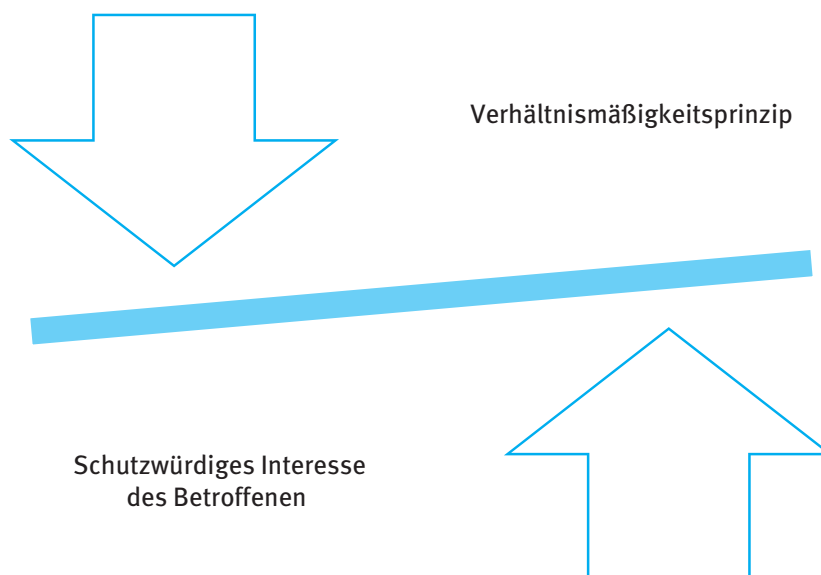 Verhältnismäßigkeitsprinzip
Schutzwürdiges Interesse
des Betroffenen